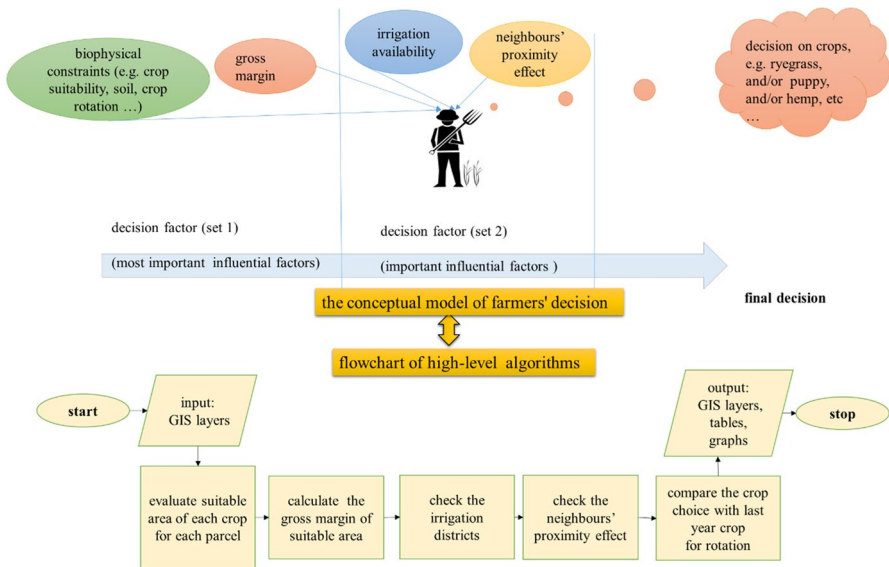 biophysical
constraints (e.g. crop
suitability, soil, crop
rotation …)
gross
margin
irrigation
availability
neighbours’
proximity
effect
decision on crops,
e.g. ryegrass,
and/or puppy,
and/or hemp, etc
…
decision factor (set 1)
(most important influential factors)
decision factor (set 2)
(important influential factors )
final decision
the conceptual model of farmers' decision
flowchart of high-level algorithms
start
input:
GIS layers
evaluate suitable
area of each crop
for each parcel
calculate the
gross margin of
suitable area
check the
irrigation
districts
check the
neighbours’
proximity effect
compare the crop
choice with last
year crop
for rotation
output:
GIS layers,
tables,
graphs
stop